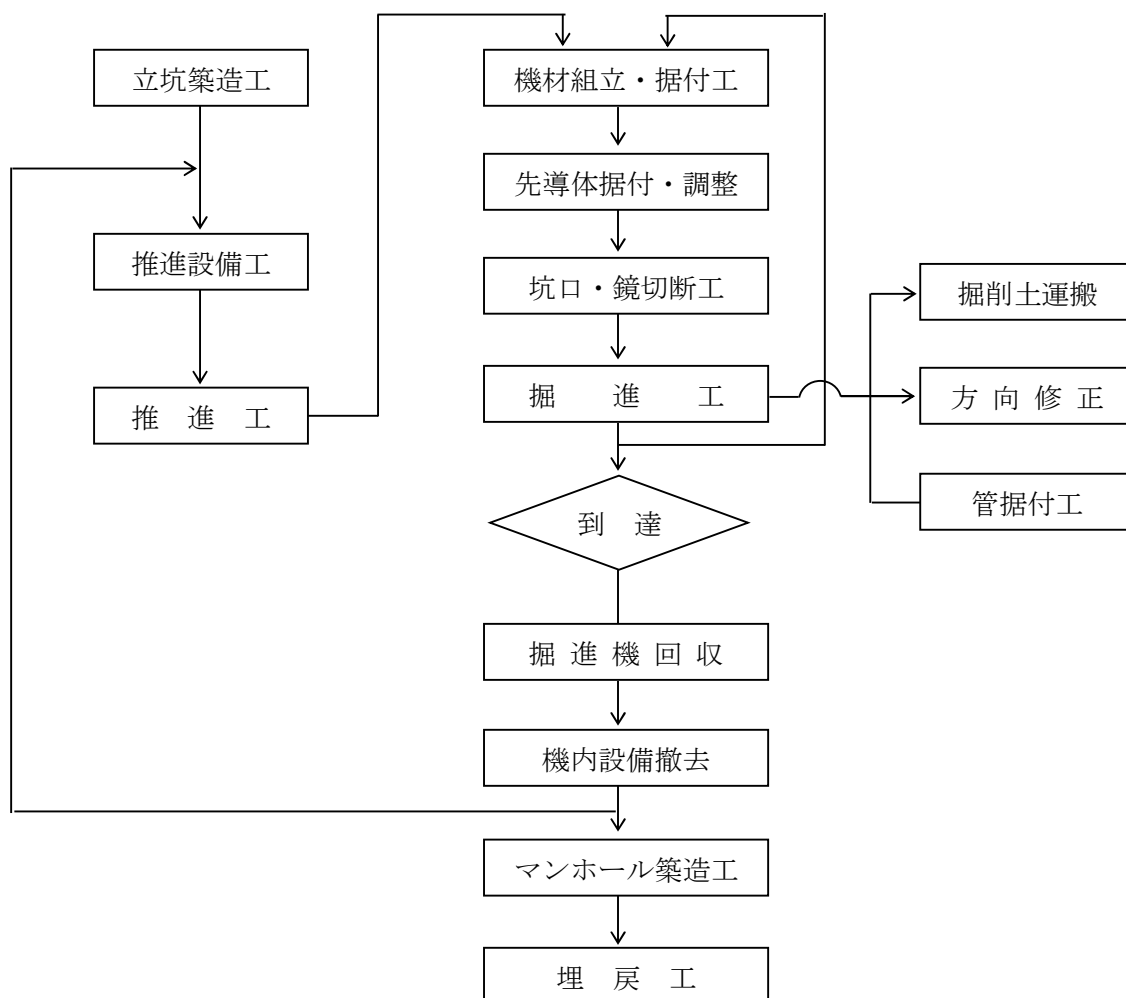 立坑築造工
推進設備工
推　進　工
機材組立・据付工
先導体据付・調整
坑口・鏡切断工
掘　進　工
掘削土運搬
方 向 修 正
管据付工
到　達
掘 進 機 回 収
機内設備撤去
マンホール築造工
埋　戻　工